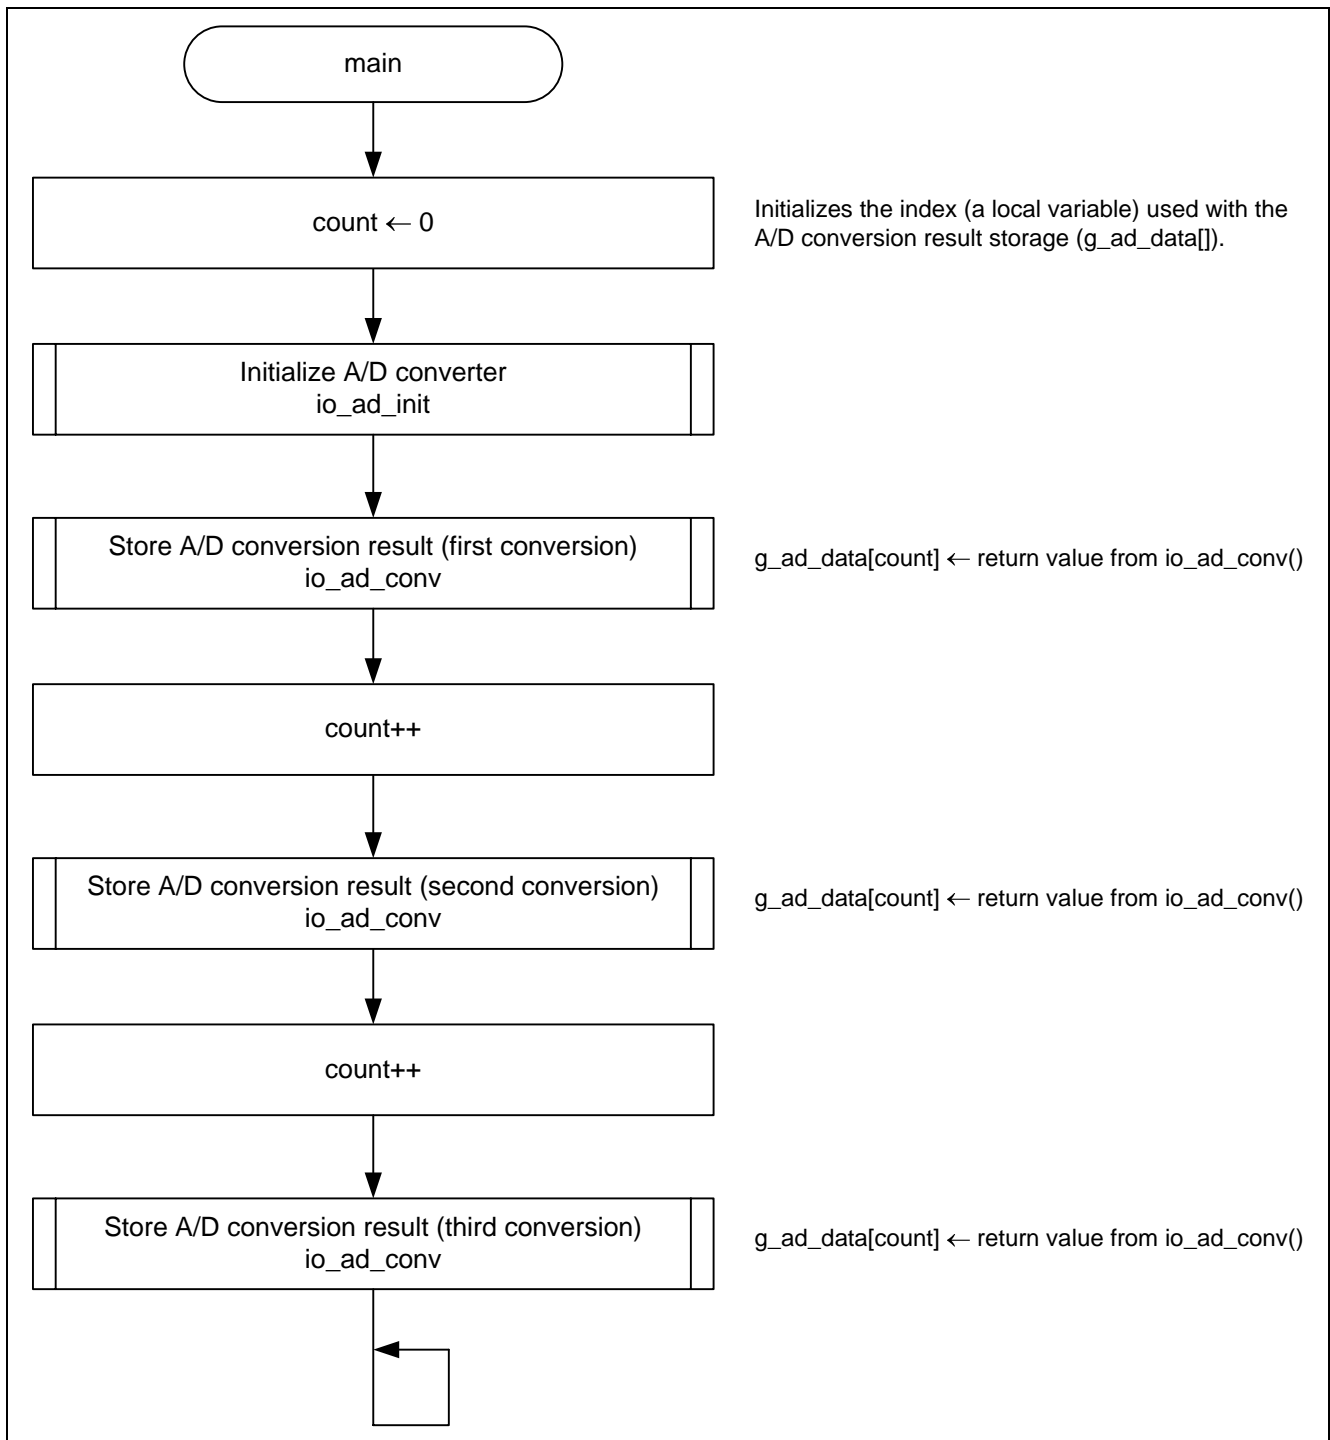 main
count ← 0
Initializes the index (a local variable) used with the
A/D conversion result storage (g_ad_data[]).
Initialize A/D converter
io_ad_init
Store A/D conversion result (first conversion)
io_ad_conv
g_ad_data[count] ← return value from io_ad_conv()
count++
Store A/D conversion result (second conversion)
io_ad_conv
g_ad_data[count] ← return value from io_ad_conv()
count++
Store A/D conversion result (third conversion)
io_ad_conv
g_ad_data[count] ← return value from io_ad_conv()